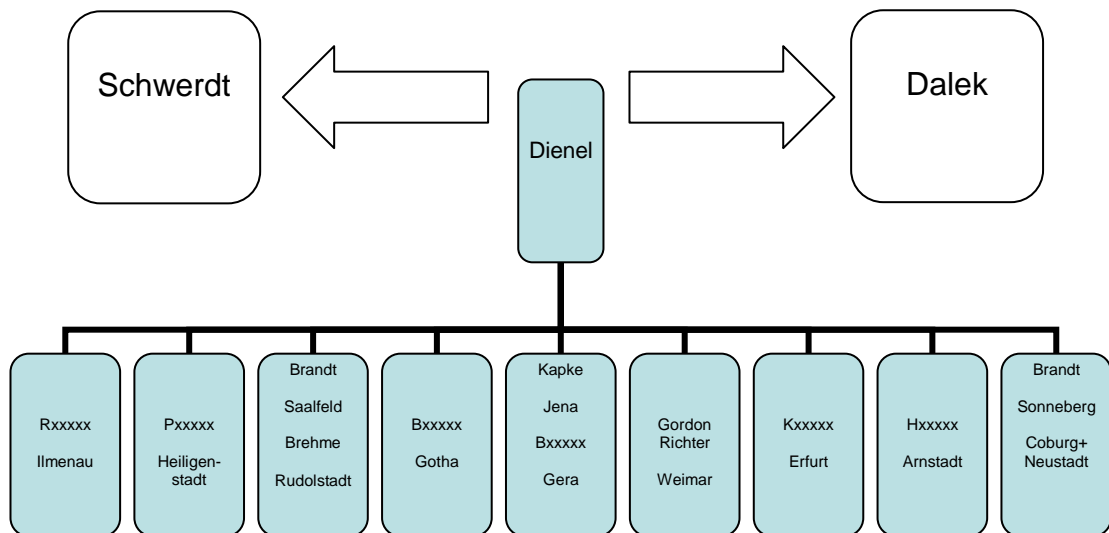 Schwerdt
Dalek
Dienel
Rxxxxx
Ilmenau
Pxxxxx
Heiligen-
stadt
Brandt
Saalfeld
Brehme
Rudolstadt
Bxxxxx
Gotha
Kapke
Jena
Bxxxxx
Gera
Gordon
Richter
Weimar
Kxxxxx
Erfurt
Hxxxxx
Arnstadt
Brandt
Sonneberg
Coburg+
Neustadt